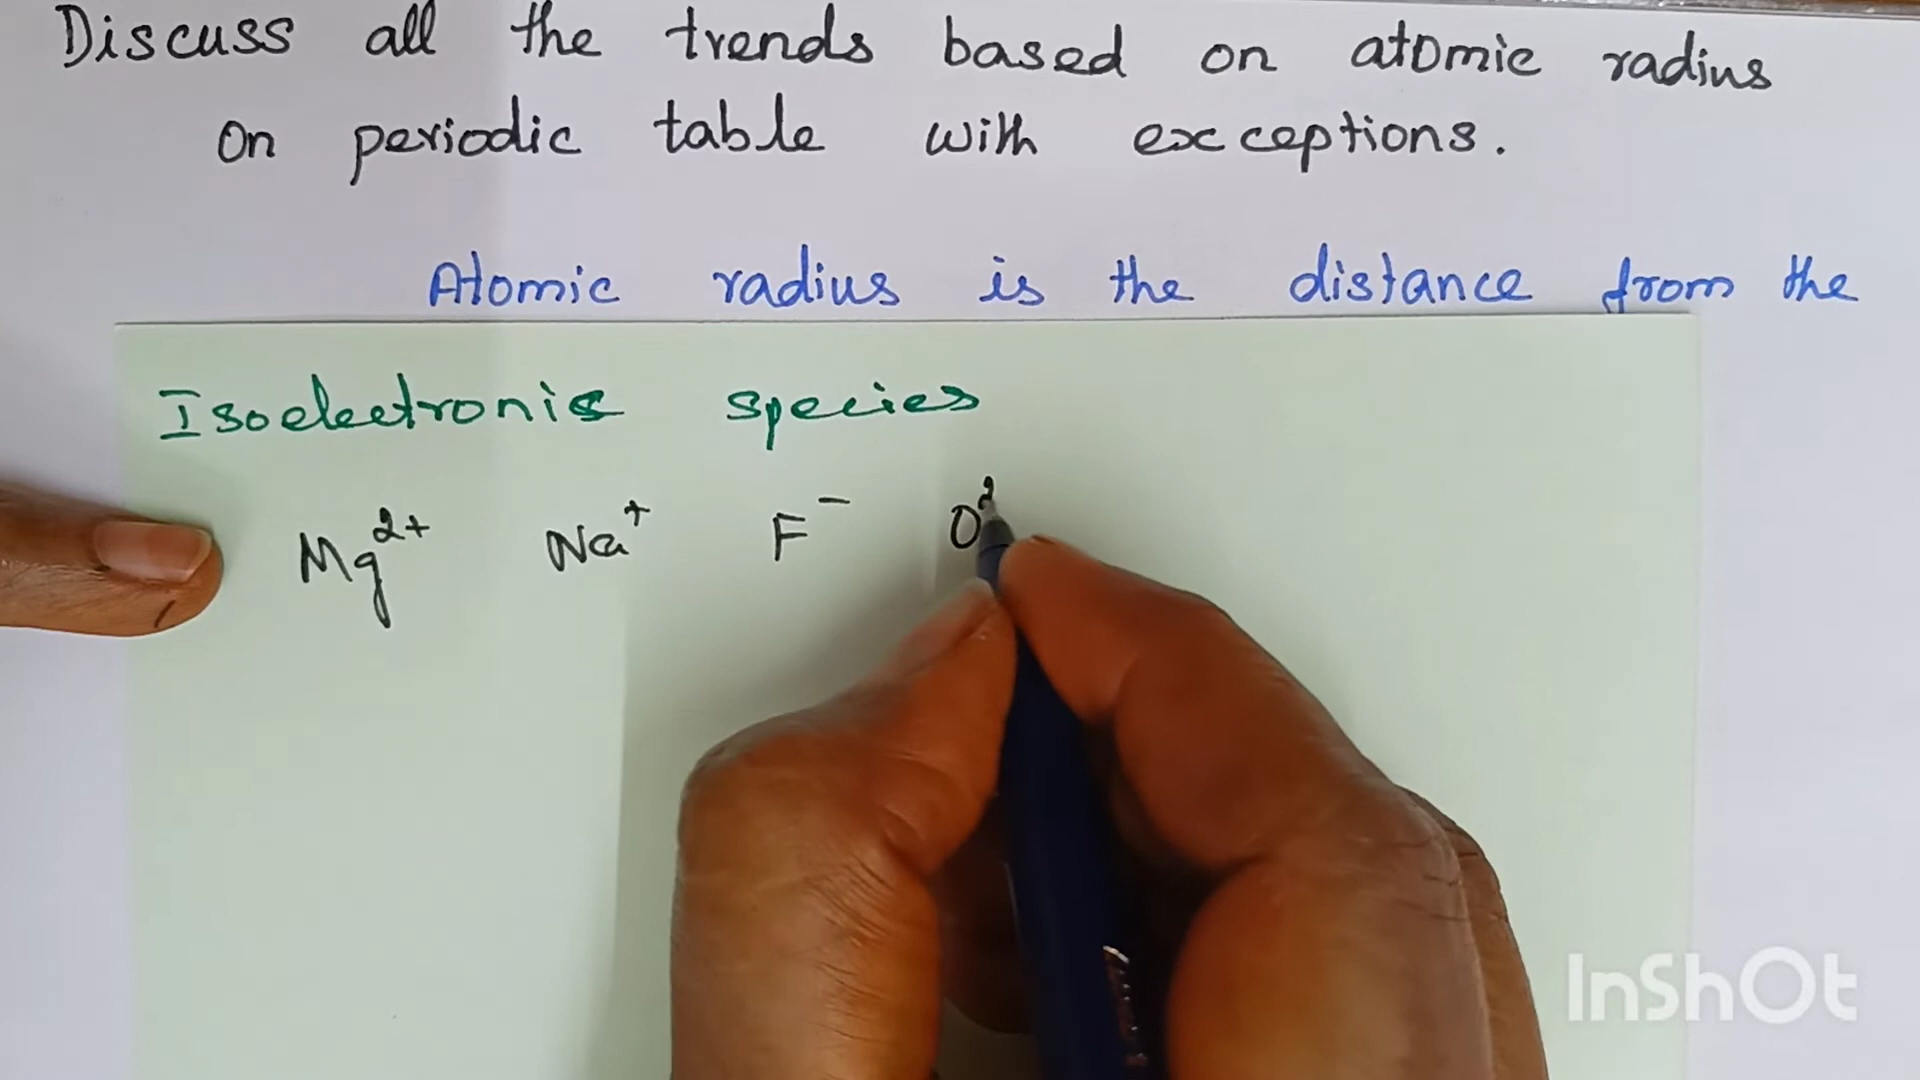 Discuss all the trends based on atomic radius
on periodic table with exceptions.
Atomic radius is the distance from the
Isoelectronic species
Mg²⁺ Na⁺ F⁻ O²
InShOt